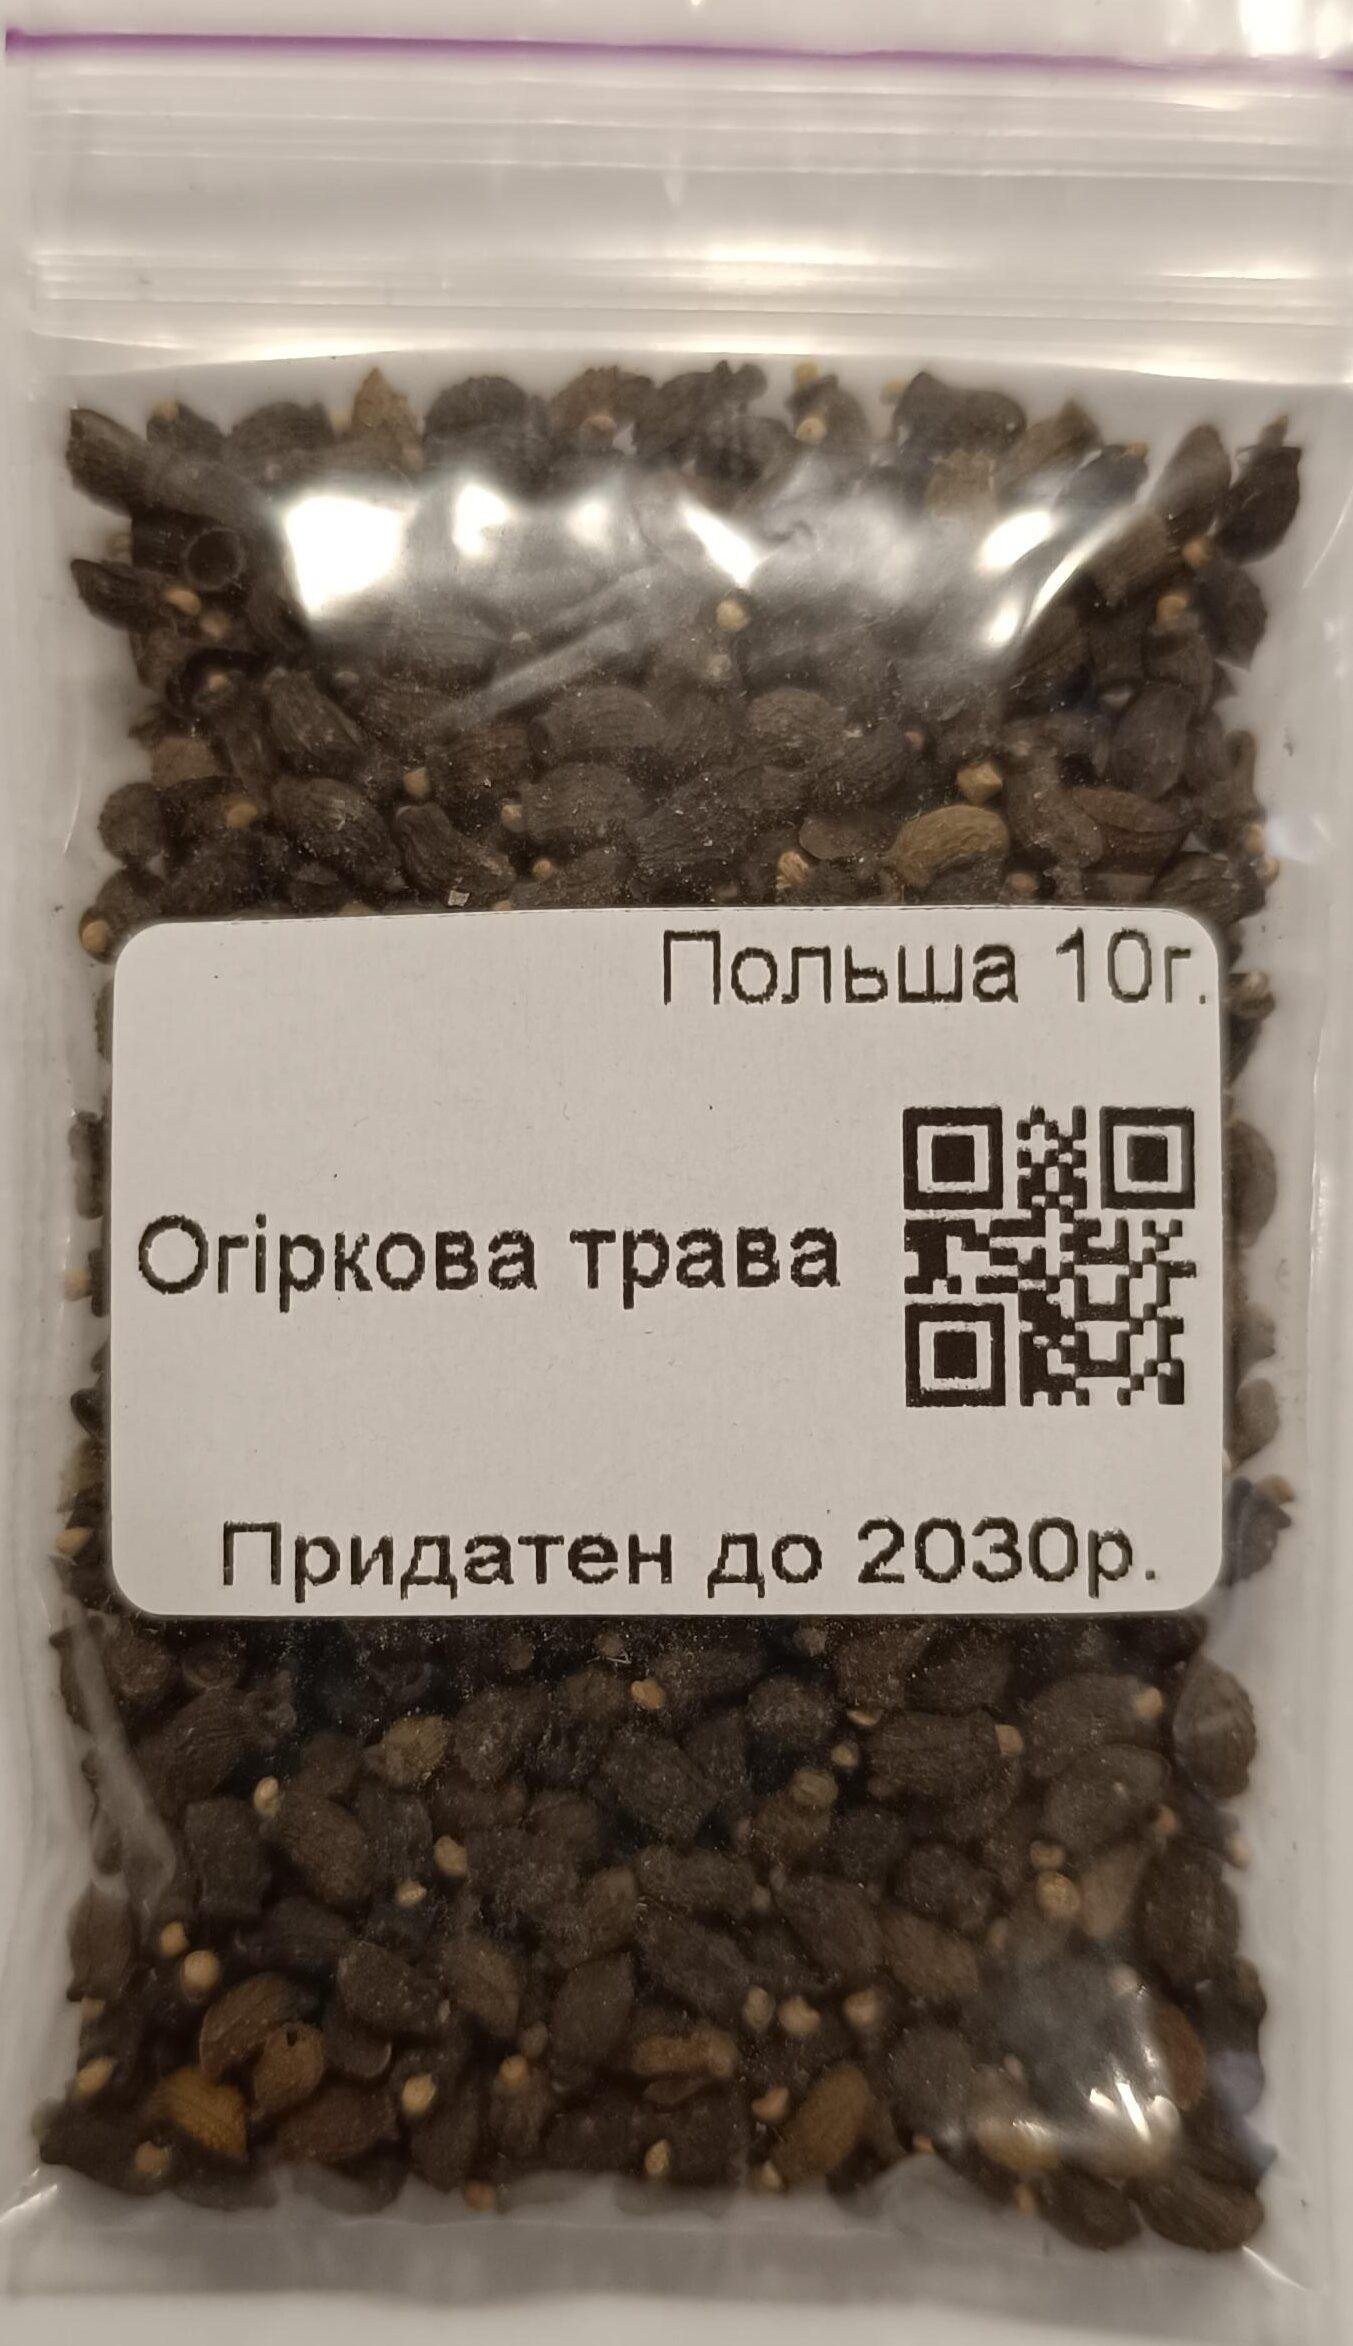 Польша 10г.
Огіркова трава
Придатен до 2030р.